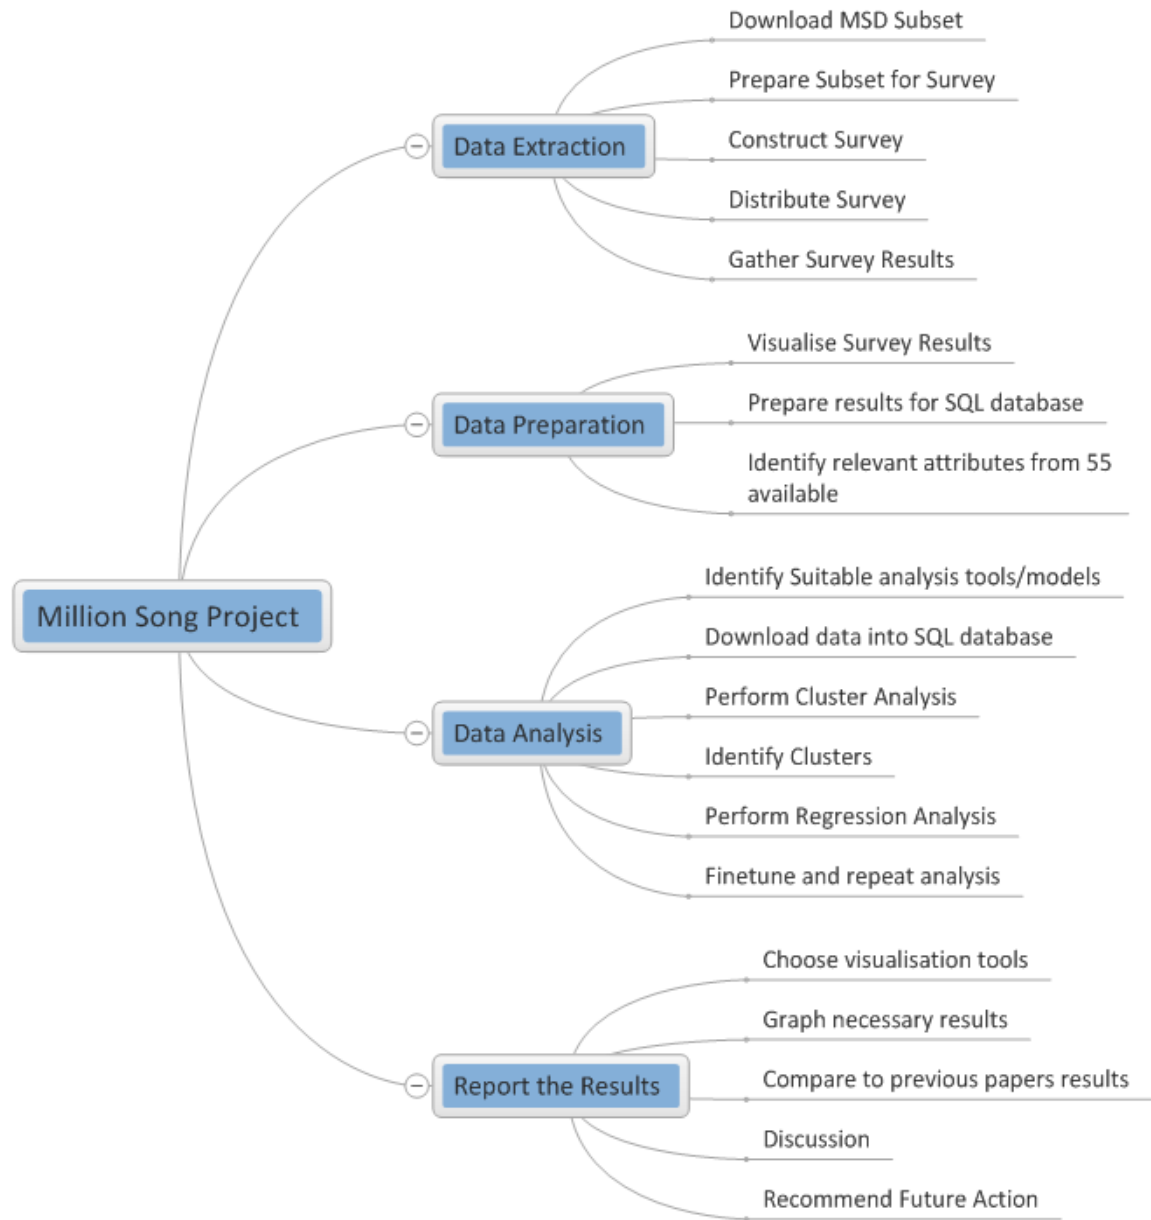 Download MSD Subset
Prepare Subset for Survey
Data Extraction
Construct Survey
Distribute Survey
Gather Survey Results
Visualise Survey Results
Data Preparation
Prepare results for SQL database
Identify relevant attributes from 55
available
Million Song Project
Identify Suitable analysis tools/models
Download data into SQL database
Perform Cluster Analysis
Data Analysis
Identify Clusters
Perform Regression Analysis
Finetune and repeat analysis
Choose visualisation tools
Graph necessary results
Report the Results
Compare to previous papers results
Discussion
Recommend Future Action